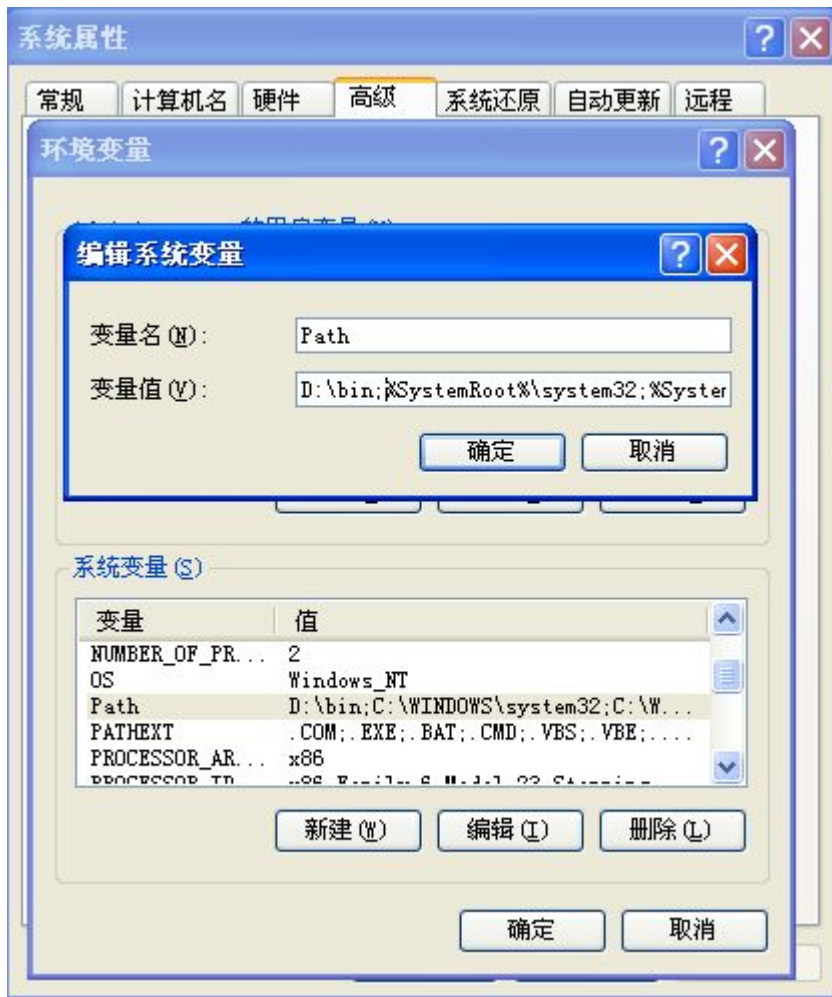 系统属性
常规 计算机名 硬件 高级 系统还原 自动更新 远程
环境变量
编辑系统变量
变量名(N): Path
变量值(V): D:\bin;%SystemRoot%\system32;%System
确定 取消
系统变量(S)
变量 值
NUMBER_OF_PR... 2
OS Windows_NT
Path D:\bin;C:\WINDOWS\system32;C:\W...
PATHEXT .COM;.EXE;.BAT;.CMD;.VBS;.VBE;....
PROCESSOR_AR... x86
新建(W) 编辑(I) 删除(L)
确定 取消